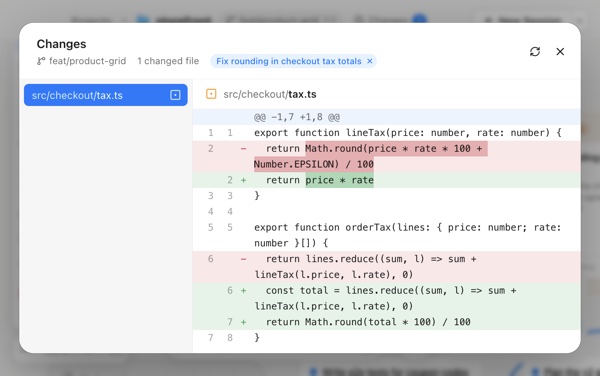 Changes
feat/product-grid 1 changed file Fix rounding in checkout tax totals ×
src/checkout/tax.ts
src/checkout/tax.ts
@@ -1,7 +1,8 @@
1 1 export function lineTax(price: number, rate: number) {
2 − return Math.round(price * rate * 100 +
Number.EPSILON) / 100
2 + return price * rate
3 3 }
4 4
5 5 export function orderTax(lines: { price: number; rate:
number }[]) {
6 − return lines.reduce((sum, l) => sum +
lineTax(l.price, l.rate), 0)
6 + const total = lines.reduce((sum, l) => sum +
lineTax(l.price, l.rate), 0)
7 + return Math.round(total * 100) / 100
7 8 }